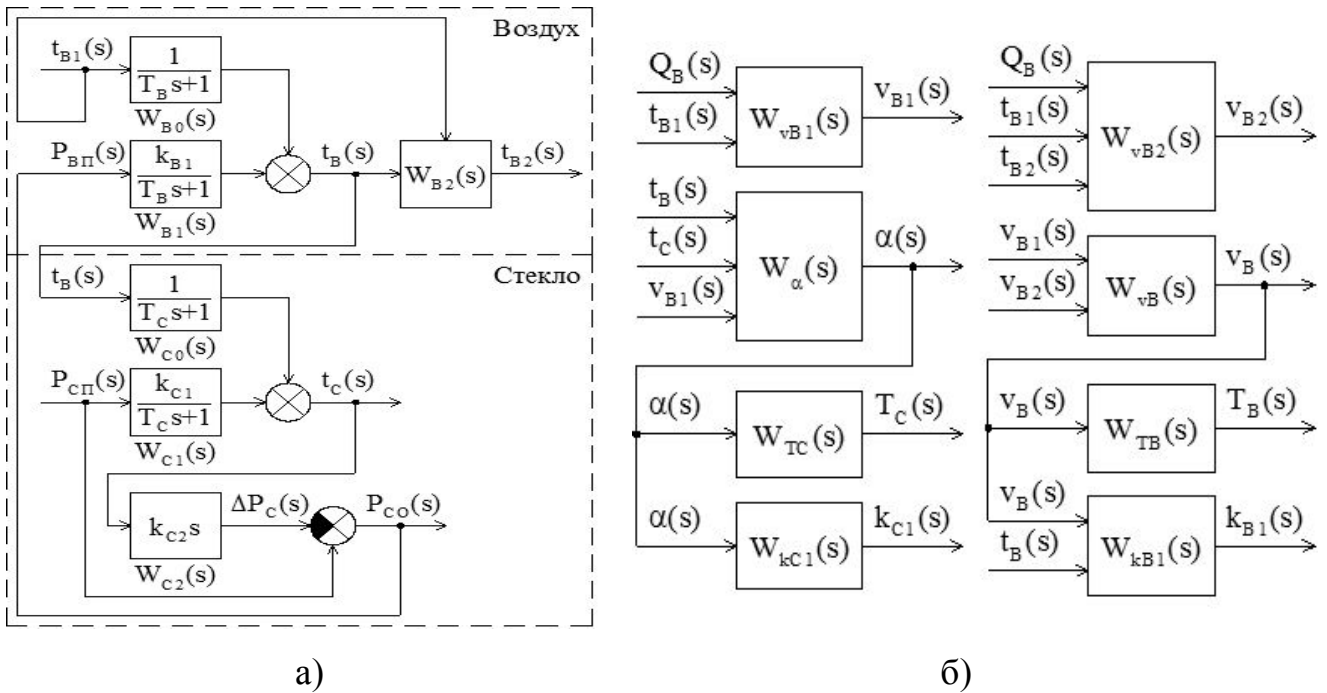 Воздух
t_В1(s)
1
T_В s+1
W_В0(s)
P_ВП(s)
k_В1
T_В s+1
W_В1(s)
t_В(s)
W_В2(s)
t_В2(s)
Стекло
t_В(s)
1
T_С s+1
W_С0(s)
P_СП(s)
k_С1
T_С s+1
W_С1(s)
t_С(s)
k_С2 s
W_С2(s)
ΔP_С(s)
P_СО(s)
а)
Q_В(s)
t_В1(s)
W_vВ1(s)
v_В1(s)
t_В(s)
t_С(s)
v_В1(s)
W_α(s)
α(s)
α(s)
W_TС(s)
T_С(s)
α(s)
W_kС1(s)
k_С1(s)
Q_В(s)
t_В1(s)
t_В2(s)
W_vВ2(s)
v_В2(s)
v_В1(s)
v_В2(s)
W_vВ(s)
v_В(s)
v_В(s)
W_TВ(s)
T_В(s)
v_В(s)
t_В(s)
W_kВ1(s)
k_В1(s)
б)